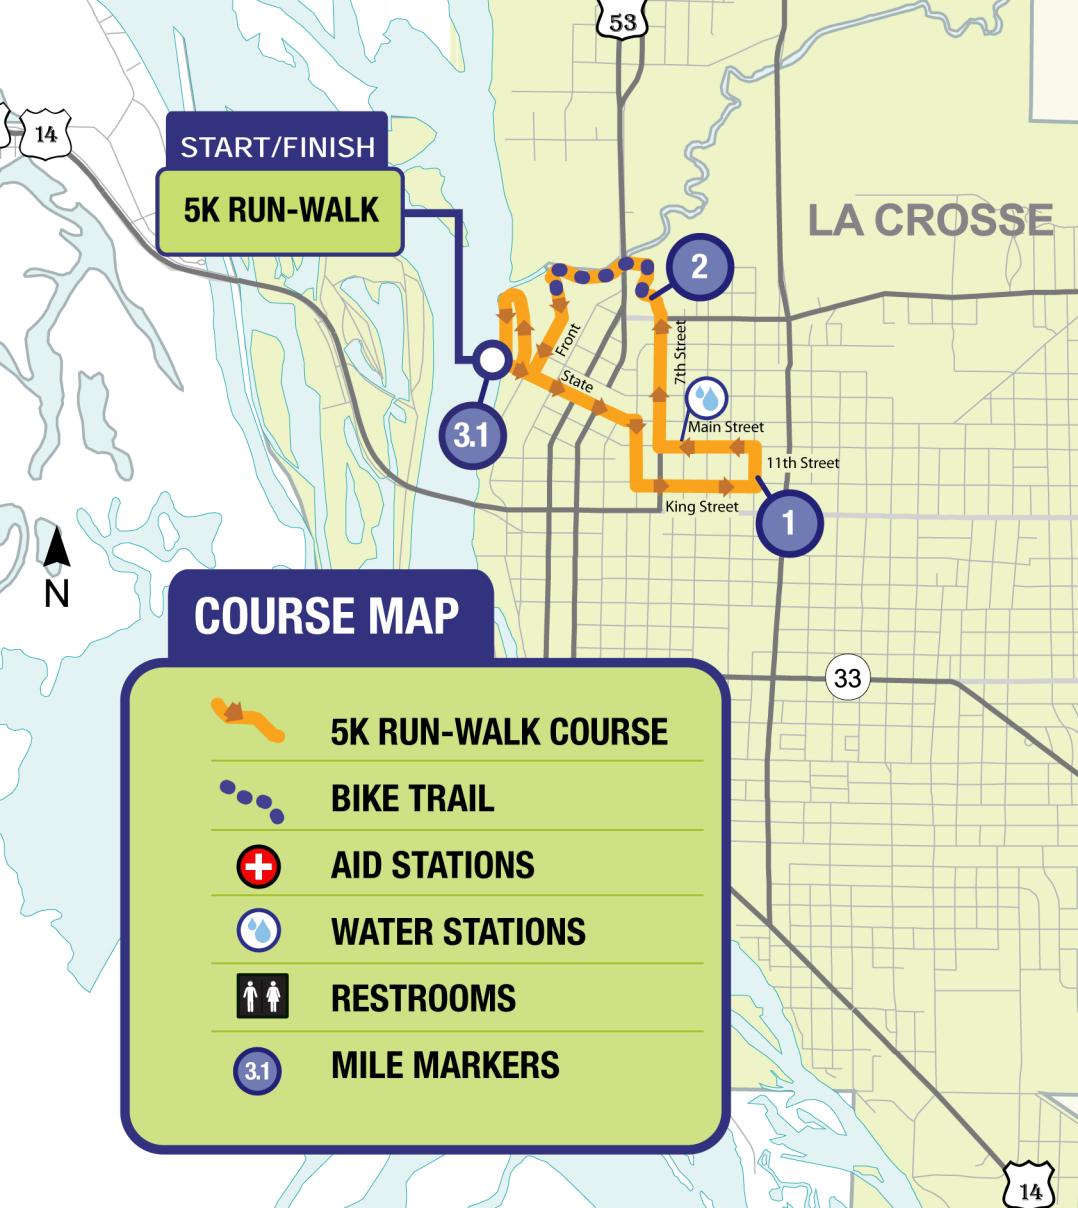 53
14
START/FINISH
5K RUN-WALK
LA CROSSE
2
Front
7th Street
State
Main Street
3.1
11th Street
King Street
1
N
COURSE MAP
33
5K RUN-WALK COURSE
BIKE TRAIL
AID STATIONS
WATER STATIONS
RESTROOMS
3.1
MILE MARKERS
14